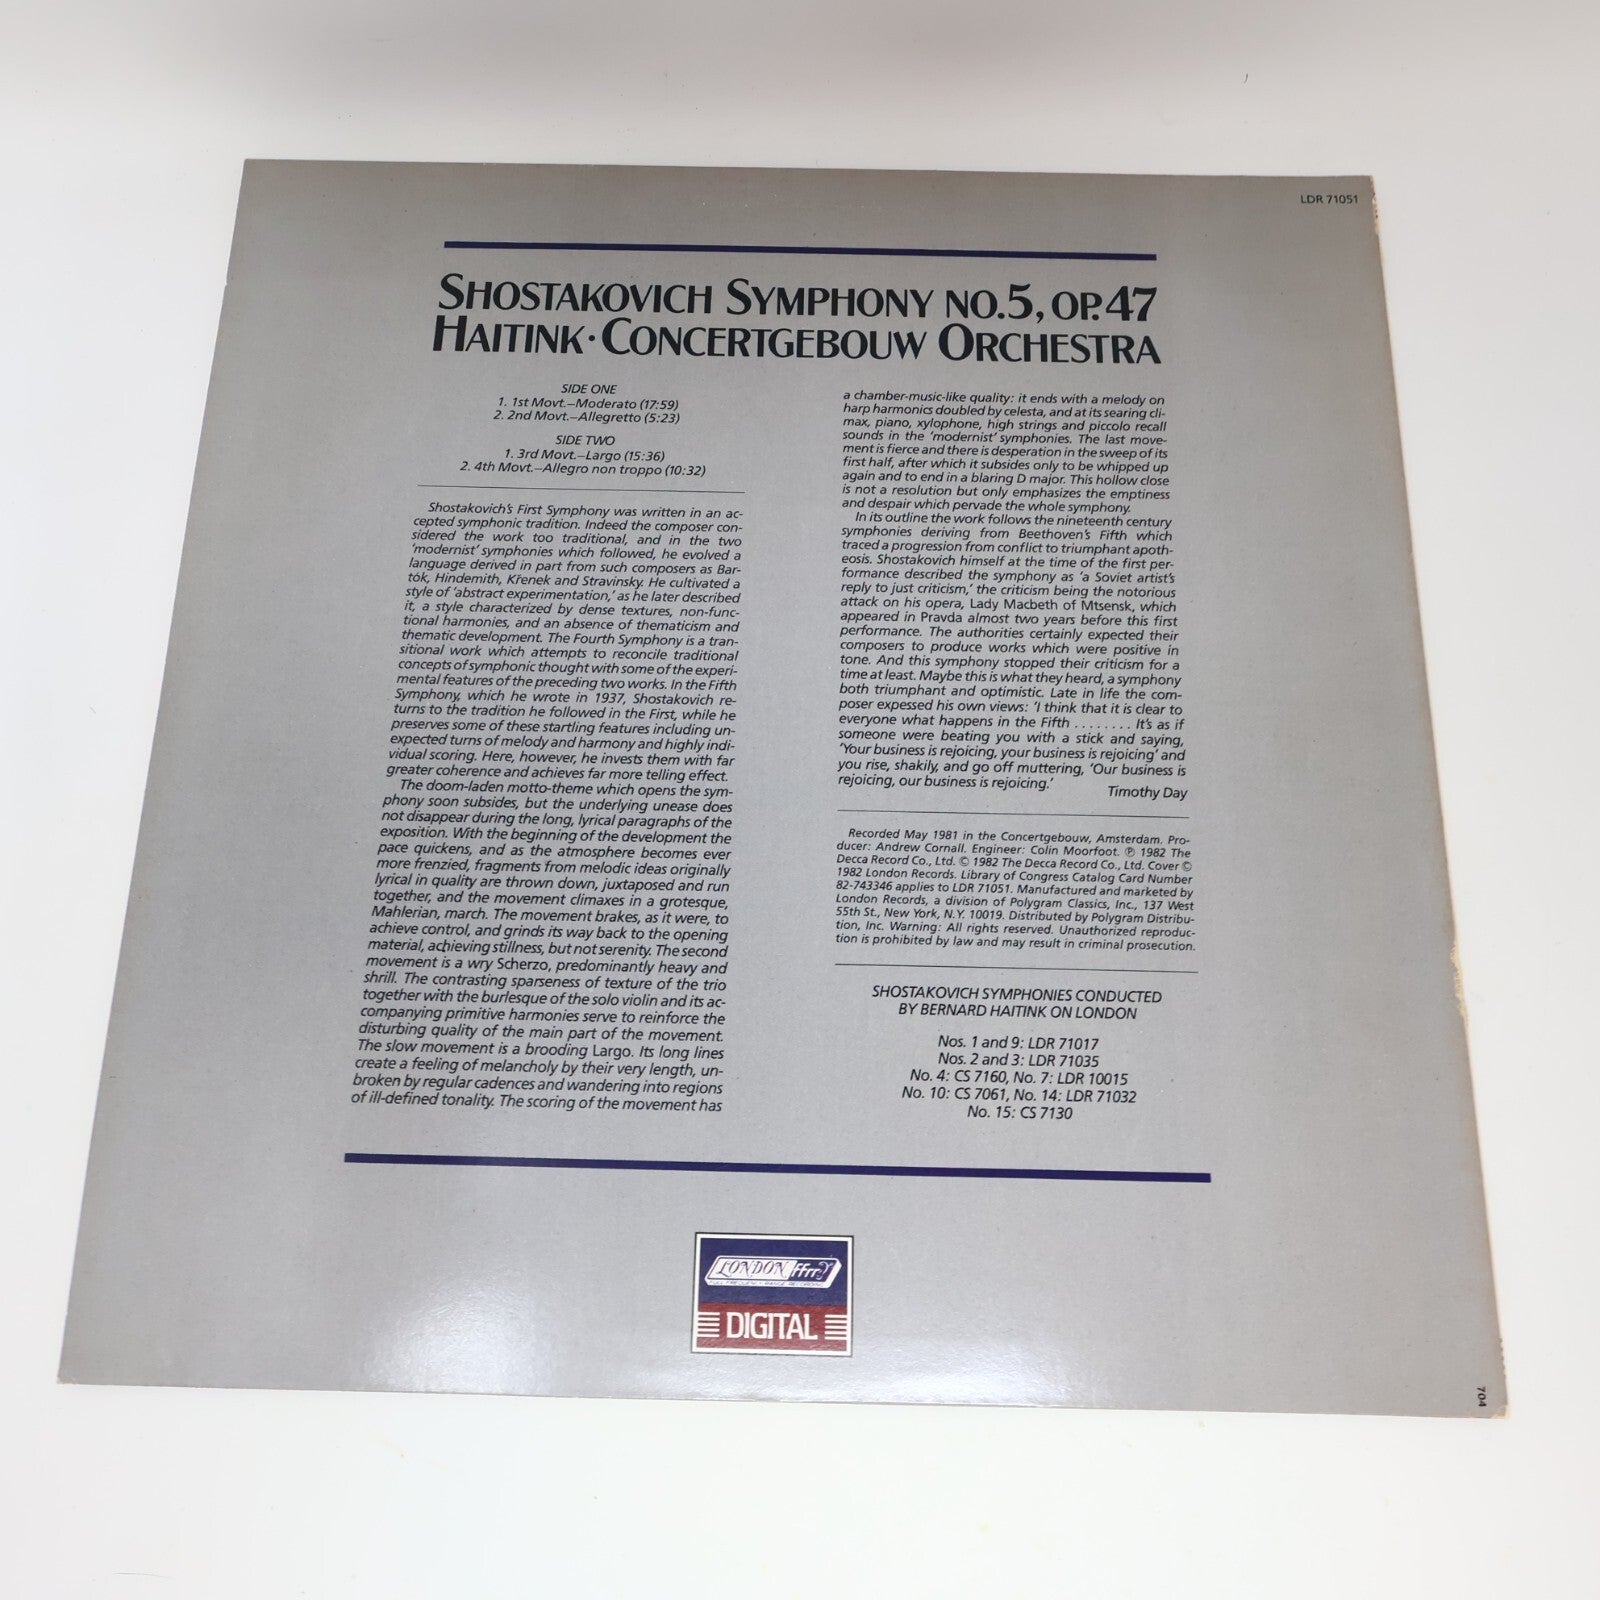 LDR 71051
SHOSTAKOVICH SYMPHONY NO.5, OP.47
HAITINK·CONCERTGEBOUW ORCHESTRA
SIDE ONE
1. 1st Movt.—Moderato (17:59)
2. 2nd Movt.—Allegretto (5:23)
SIDE TWO
1. 3rd Movt.—Largo (15:36)
2. 4th Movt.—Allegro non troppo (10:32)
Shostakovich's First Symphony was written in an ac-
cepted symphonic tradition. Indeed the composer con-
sidered the work too traditional, and in the two
'modernist' symphonies which followed, he evolved a
language derived in part from such composers as Bar-
tók, Hindemith, Křenek and Stravinsky. He cultivated a
style of 'abstract experimentation,' as he later described
it, a style characterized by dense textures, non-func-
tional harmonies, and an absence of thematicism and
thematic development. The Fourth Symphony is a tran-
sitional work which attempts to reconcile traditional
concepts of symphonic thought with some of the experi-
mental features of the preceding two works. In the Fifth
Symphony, which he wrote in 1937, Shostakovich re-
turns to the tradition he followed in the First, while he
preserves some of these startling features including un-
expected turns of melody and harmony and highly indi-
vidual scoring. Here, however, he invests them with far
greater coherence and achieves far more telling effect.
The doom-laden motto-theme which opens the sym-
phony soon subsides, but the underlying unease does
not disappear during the long, lyrical paragraphs of the
exposition. With the beginning of the development the
pace quickens, and as the atmosphere becomes ever
more frenzied, fragments from melodic ideas originally
lyrical in quality are thrown down, juxtaposed and run
together, and the movement climaxes in a grotesque,
Mahlerian, march. The movement brakes, as it were, to
achieve control, and grinds its way back to the opening
material, achieving stillness, but not serenity. The second
movement is a wry Scherzo, predominantly heavy and
shrill. The contrasting sparseness of texture of the trio
together with the burlesque of the solo violin and its ac-
companying primitive harmonies serve to reinforce the
disturbing quality of the main part of the movement.
The slow movement is a brooding Largo. Its long lines
create a feeling of melancholy by their very length, un-
broken by regular cadences and wandering into regions
of ill-defined tonality. The scoring of the movement has
a chamber-music-like quality: it ends with a melody on
harp harmonics doubled by celesta, and at its searing cli-
max, piano, xylophone, high strings and piccolo recall
sounds in the 'modernist' symphonies. The last move-
ment is fierce and there is desperation in the sweep of its
first half, after which it subsides only to be whipped up
again and to end in a blaring D major. This hollow close
is not a resolution but only emphasizes the emptiness
and despair which pervade the whole symphony.
In its outline the work follows the nineteenth century
symphonies deriving from Beethoven's Fifth which
traced a progression from conflict to triumphant apoth-
eosis. Shostakovich himself at the time of the first per-
formance described the symphony as 'a Soviet artist's
reply to just criticism,' the criticism being the notorious
attack on his opera, Lady Macbeth of Mtsensk, which
appeared in Pravda almost two years before this first
performance. The authorities certainly expected their
composers to produce works which were positive in
tone. And this symphony stopped their criticism for a
time at least. Maybe this is what they heard, a symphony
both triumphant and optimistic. Late in life the com-
poser expessed his own views: 'I think that it is clear to
everyone what happens in the Fifth ........ It's as if
someone were beating you with a stick and saying,
'Your business is rejoicing, your business is rejoicing' and
you rise, shakily, and go off muttering, 'Our business is
rejoicing, our business is rejoicing.'
Timothy Day
Recorded May 1981 in the Concertgebouw, Amsterdam. Pro-
ducer: Andrew Cornall. Engineer: Colin Moorfoot. ℗ 1982 The
Decca Record Co., Ltd. © 1982 The Decca Record Co., Ltd. Cover ©
1982 London Records. Library of Congress Catalog Card Number
82-743346 applies to LDR 71051. Manufactured and marketed by
London Records, a division of Polygram Classics, Inc., 137 West
55th St., New York, N.Y. 10019. Distributed by Polygram Distribu-
tion, Inc. Warning: All rights reserved. Unauthorized reproduc-
tion is prohibited by law and may result in criminal prosecution.
SHOSTAKOVICH SYMPHONIES CONDUCTED
BY BERNARD HAITINK ON LONDON
Nos. 1 and 9: LDR 71017
Nos. 2 and 3: LDR 71035
No. 4: CS 7160, No. 7: LDR 10015
No. 10: CS 7061, No. 14: LDR 71032
No. 15: CS 7130
LONDON ffrr
FULL FREQUENCY RANGE RECORDING
DIGITAL
704